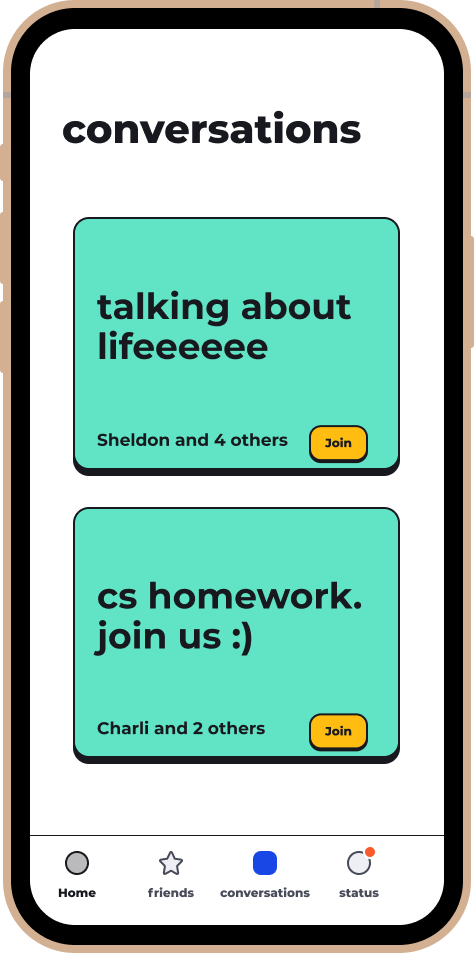 conversations
talking about
lifeeeeee
Sheldon and 4 others
Join
cs homework.
join us :)
Charli and 2 others
Join
Home
friends
conversations
status